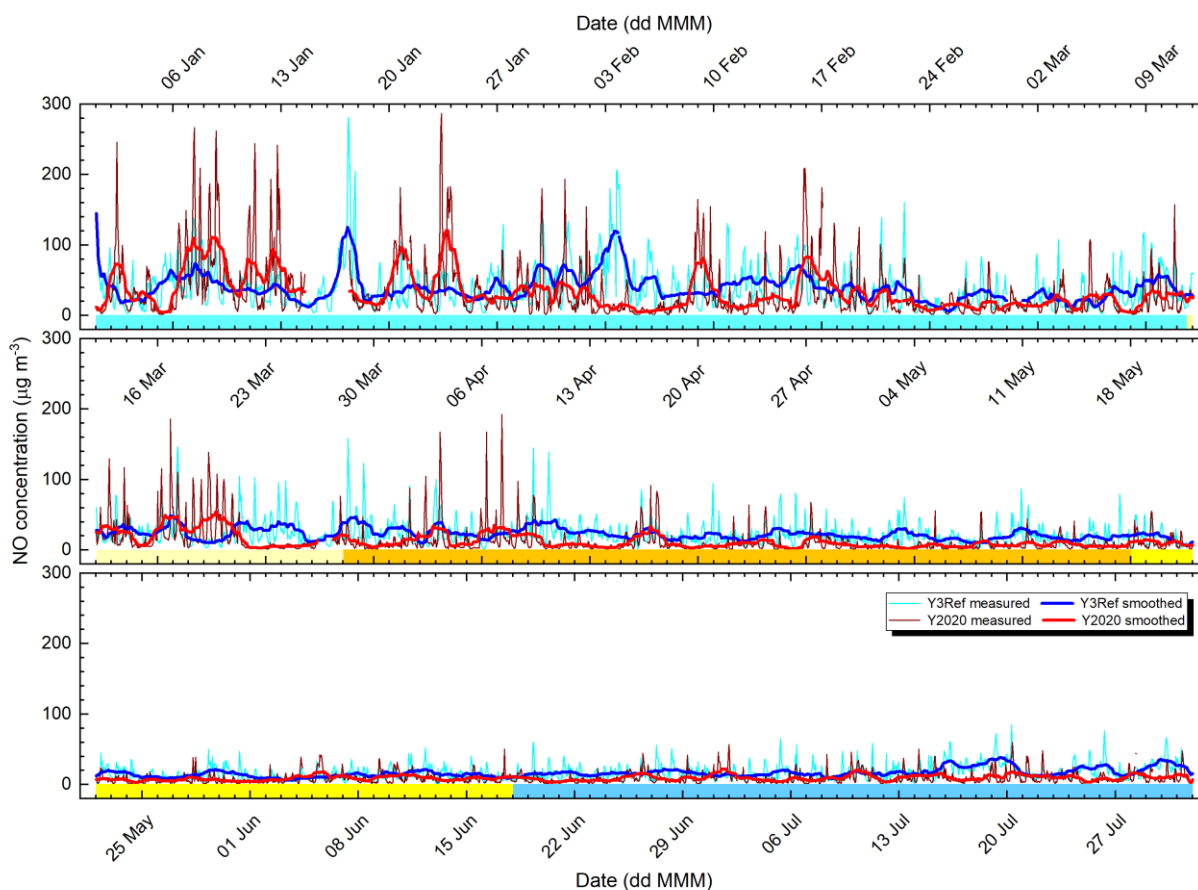 Date (dd MMM)
06 Jan 13 Jan 20 Jan 27 Jan 03 Feb 10 Feb 17 Feb 24 Feb 02 Mar 09 Mar
300
200
100
0
300
16 Mar 23 Mar 30 Mar 06 Apr 13 Apr 20 Apr 27 Apr 04 May 11 May 18 May
200
100
0
NO concentration (µg m-3)
300
Y3Ref measured Y3Ref smoothed
Y2020 measured Y2020 smoothed
200
100
0
25 May 01 Jun 08 Jun 15 Jun 22 Jun 29 Jun 06 Jul 13 Jul 20 Jul 27 Jul
Date (dd MMM)